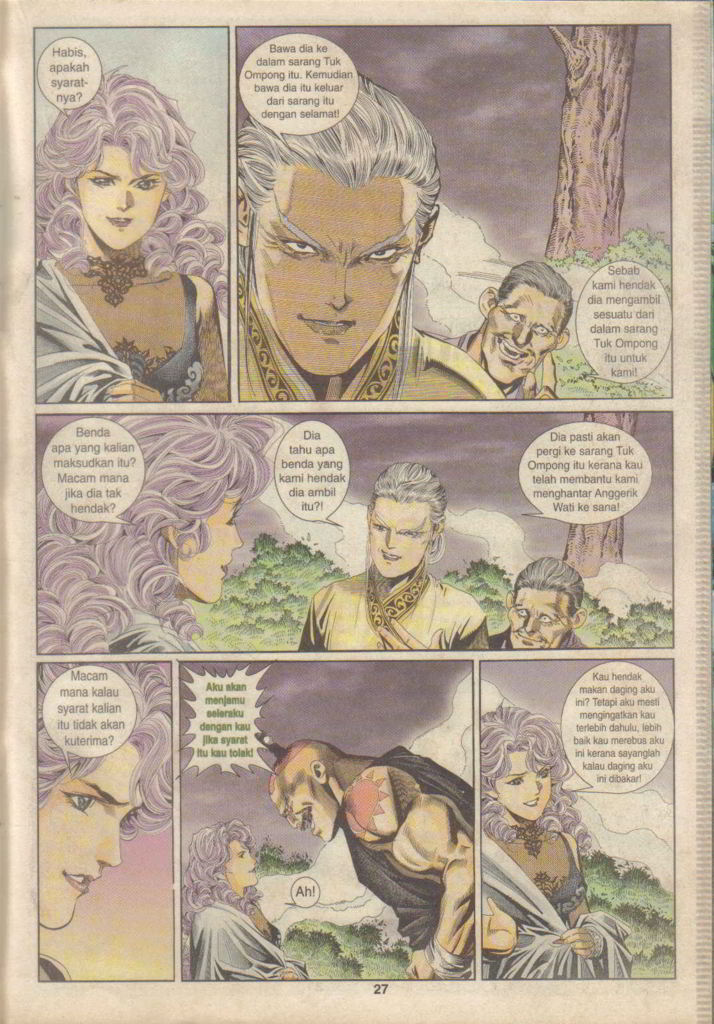 Habis,
apakah
syarat-
nya?
Bawa dia ke
dalam sarang Tuk
Ompong itu. Kemudian
bawa dia itu keluar
dari sarang itu
dengan selamat!
Sebab
kami hendak
dia mengambil
sesuatu dari
dalam sarang
Tuk Ompong
itu untuk
kami!
Benda
apa yang kalian
maksudkan itu?
Macam mana
jika dia tak
hendak?
Dia
tahu apa
benda yang
kami hendak
dia ambil
itu?!
Dia pasti akan
pergi ke sarang Tuk
Ompong itu kerana kau
telah membantu kami
menghantar Anggerik
Wati ke sana!
Macam
mana kalau
syarat kalian
itu tidak akan
kuterima?
Aku akan
menjamu
seleraku
dengan kau
jika syarat
itu kau tolak!
Ah!
Kau hendak
makan daging aku
ini? Tetapi aku mesti
mengingatkan kau
terlebih dahulu, lebih
baik kau merebus aku
ini kerana sayanglah
kalau daging aku
ini dibakar!
27